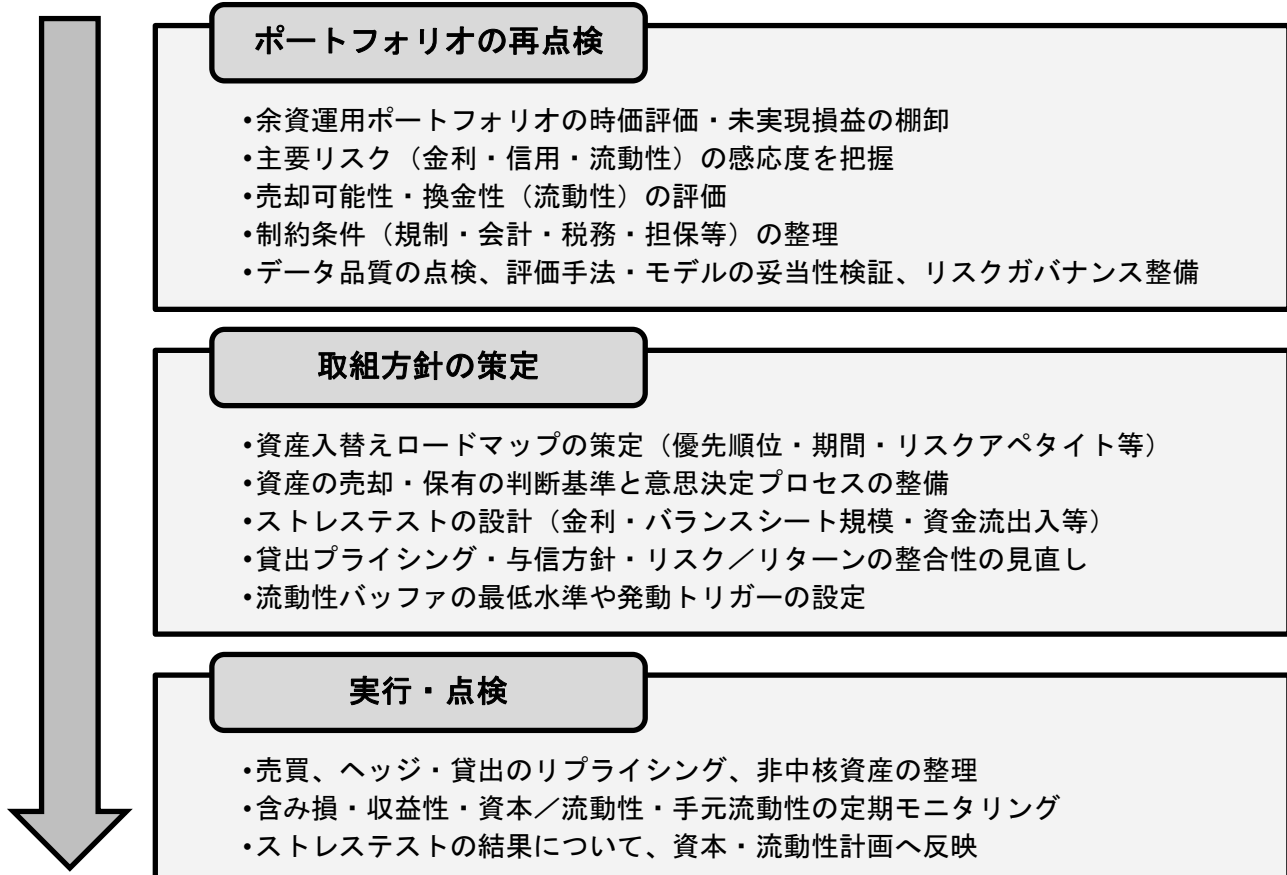 ポートフォリオの再点検
•余資運用ポートフォリオの時価評価・未実現損益の棚卸
•主要リスク（金利・信用・流動性）の感応度を把握
•売却可能性・換金性（流動性）の評価
•制約条件（規制・会計・税務・担保等）の整理
•データ品質の点検、評価手法・モデルの妥当性検証、リスクガバナンス整備
取組方針の策定
•資産入替えロードマップの策定（優先順位・期間・リスクアペタイト等）
•資産の売却・保有の判断基準と意思決定プロセスの整備
•ストレステストの設計（金利・バランスシート規模・資金流出入等）
•貸出プライシング・与信方針・リスク／リターンの整合性の見直し
•流動性バッファの最低水準や発動トリガーの設定
実行・点検
•売買、ヘッジ・貸出のリプライシング、非中核資産の整理
•含み損・収益性・資本／流動性・手元流動性の定期モニタリング
•ストレステストの結果について、資本・流動性計画へ反映